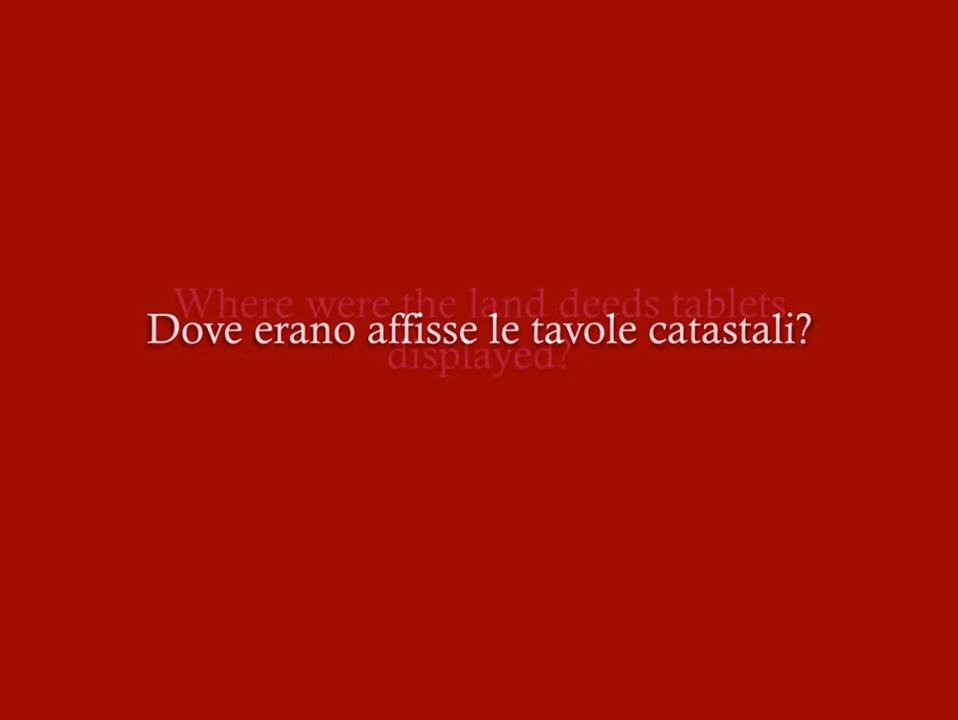 Where were the land deeds tablets
Dove erano affisse le tavole catastali?
displayed?